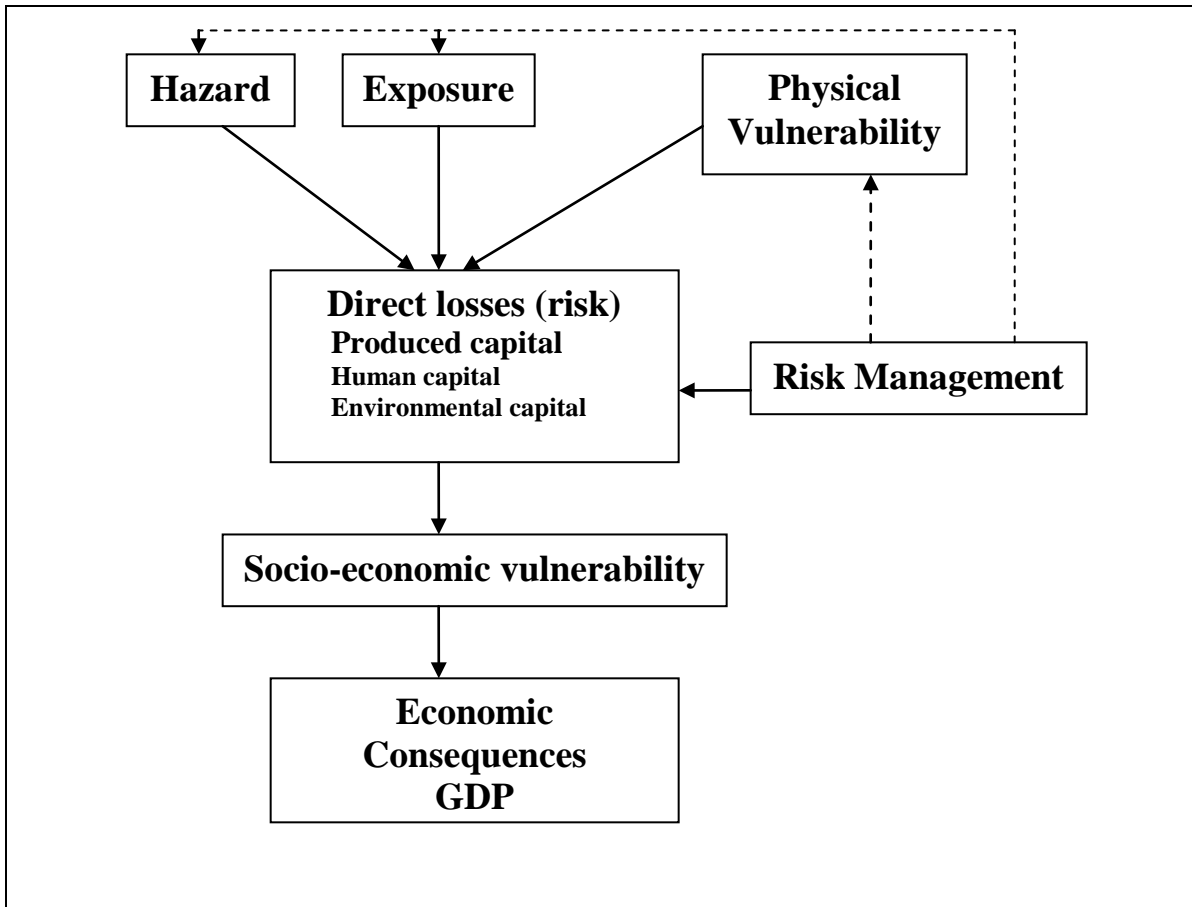 Hazard
Exposure
Physical
Vulnerability
Direct losses (risk)
Produced capital
Human capital
Environmental capital
Risk Management
Socio-economic vulnerability
Economic
Consequences
GDP